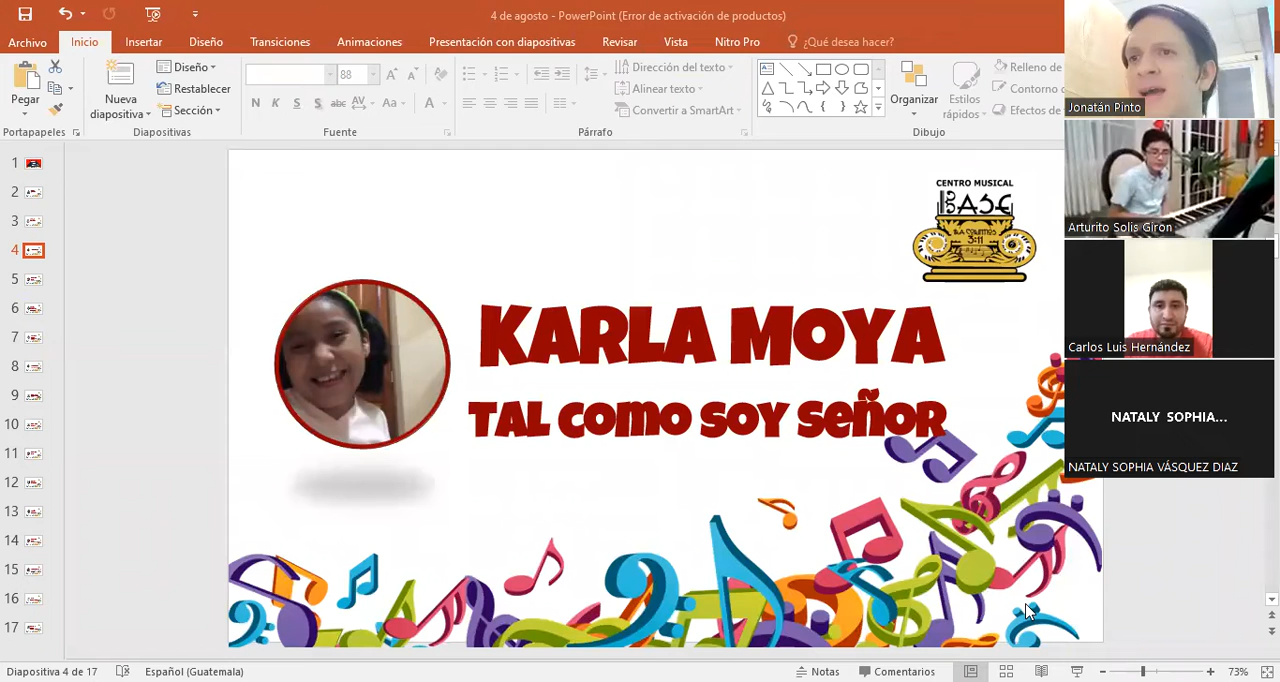 4 de agosto - PowerPoint (Error de activación de productos)
Archivo
Inicio
Insertar
Diseño
Transiciones
Animaciones
Presentación con diapositivas
Revisar
Vista
Nitro Pro
¿Qué desea hacer?
Pegar
Portapapeles
Nueva
diapositiva
Diseño
Restablecer
Sección
Diapositivas
88
N K S S abc AV Aa A
Fuente
Dirección del texto
Alinear texto
Convertir a SmartArt
Párrafo
Organizar
Estilos
rápidos
Relleno de
Contorno
Efectos de
Dibujo
Jonatán Pinto
Arturito Solis Giron
Carlos Luis Hernández
NATALY SOPHIA...
NATALY SOPHIA VÁSQUEZ DIAZ
1
2
3
4
5
6
7
8
9
10
11
12
13
14
15
16
17
CENTRO MUSICAL
BASE
3:11
KARLA MOYA
TAL COMO SOY SEÑOR
Diapositiva 4 de 17
Español (Guatemala)
Notas
Comentarios
73%